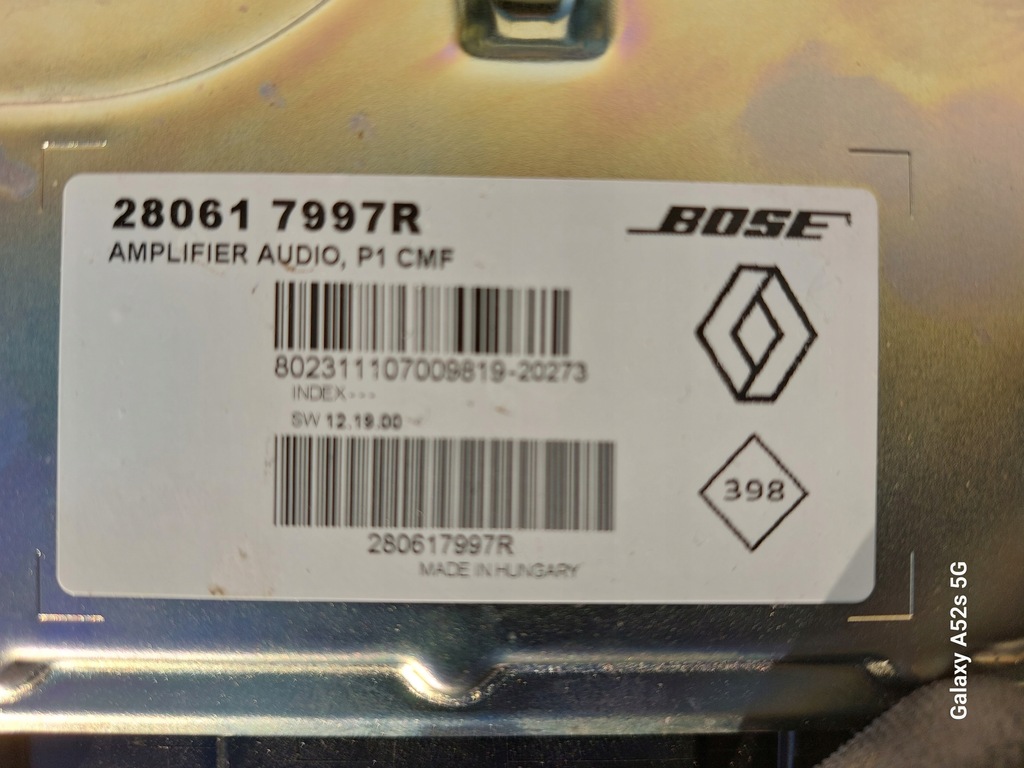 28061 7997R
BOSE
AMPLIFIER AUDIO, P1 CMF
802311107009819-20273
INDEX---
SW 12.19.00
398
280617997R
MADE IN HUNGARY
Galaxy A52s 5G